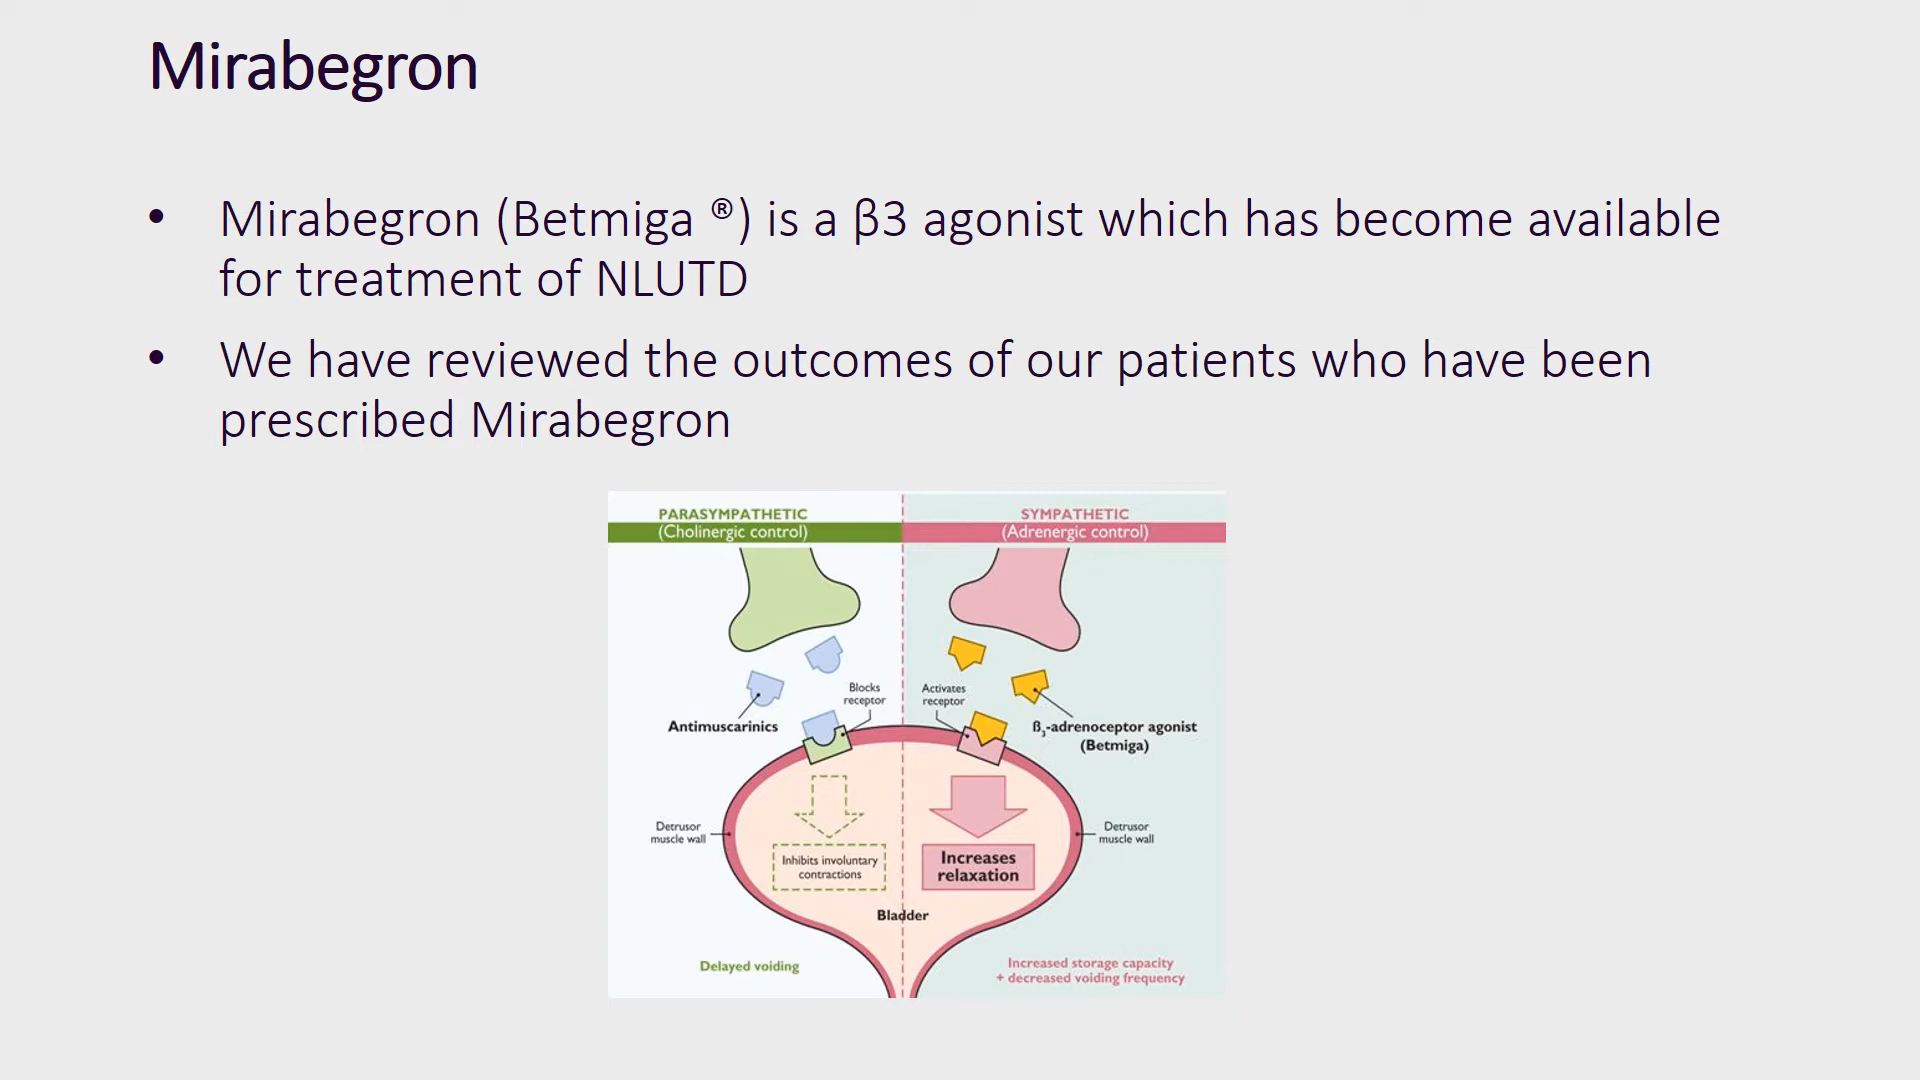 Mirabegron
• Mirabegron (Betmiga ®) is a β3 agonist which has become available
for treatment of NLUTD
• We have reviewed the outcomes of our patients who have been
prescribed Mirabegron
PARASYMPATHETIC
(Cholinergic control)
SYMPATHETIC
(Adrenergic control)
Blocks
receptor
Activates
receptor
Antimuscarinics
ß₃-adrenoceptor agonist
(Betmiga)
Detrusor
muscle wall
Detrusor
muscle wall
Inhibits involuntary
contractions
Increases
relaxation
Bladder
Delayed voiding
Increased storage capacity
+ decreased voiding frequency